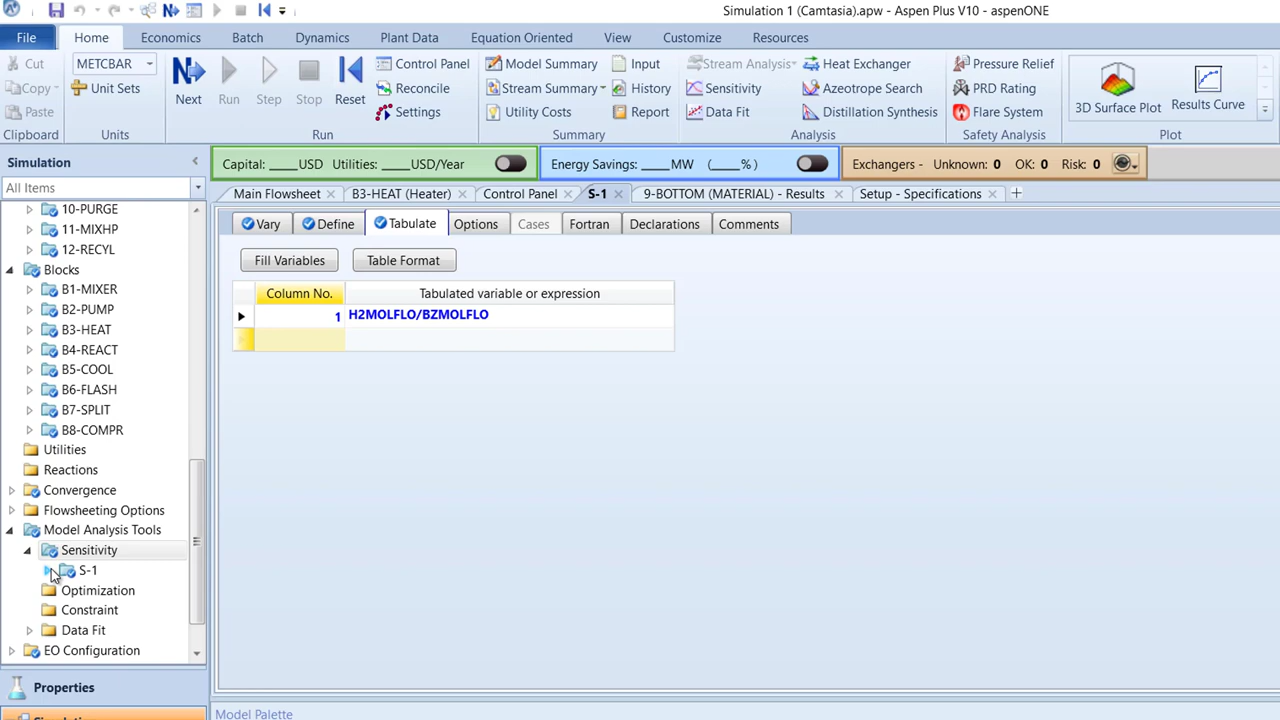 Simulation 1 (Camtasia).apw - Aspen Plus V10 - aspenONE
File Home Economics Batch Dynamics Plant Data Equation Oriented View Customize Resources
Cut METCBAR Control Panel Model Summary Input Stream Analysis Heat Exchanger Pressure Relief
Copy Unit Sets Next Run Step Stop Reset Reconcile Stream Summary History Sensitivity Azeotrope Search PRD Rating 3D Surface Plot Results Curve
Paste Settings Utility Costs Report Data Fit Distillation Synthesis Flare System
Clipboard Units Run Summary Analysis Safety Analysis Plot
Simulation Capital: ____USD Utilities: ____USD/Year Energy Savings: ____MW (____%) Exchangers - Unknown: 0 OK: 0 Risk: 0
All Items Main Flowsheet B3-HEAT (Heater) Control Panel S-1 9-BOTTOM (MATERIAL) - Results Setup - Specifications
Vary Define Tabulate Options Cases Fortran Declarations Comments
Fill Variables Table Format
Column No. Tabulated variable or expression
1 H2MOLFLO/BZMOLFLO
10-PURGE
11-MIXHP
12-RECYL
Blocks
B1-MIXER
B2-PUMP
B3-HEAT
B4-REACT
B5-COOL
B6-FLASH
B7-SPLIT
B8-COMPR
Utilities
Reactions
Convergence
Flowsheeting Options
Model Analysis Tools
Sensitivity
S-1
Optimization
Constraint
Data Fit
EO Configuration
Properties
Simulation
Model Palette